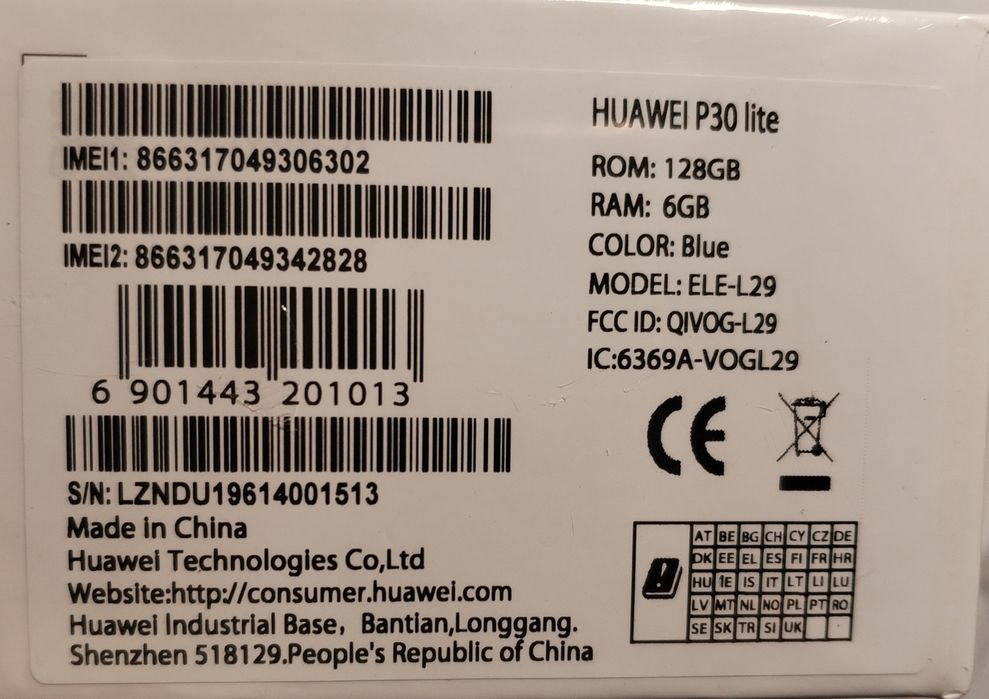 IMEI1: 866317049306302
IMEI2: 866317049342828
6 901443 201013
S/N: LZNDU19614001513
Made in China
Huawei Technologies Co,Ltd
Website:http://consumer.huawei.com
Huawei Industrial Base, Bantian,Longgang.
Shenzhen 518129.People's Republic of China
HUAWEI P30 lite
ROM: 128GB
RAM: 6GB
COLOR: Blue
MODEL: ELE-L29
FCC ID: QIVOG-L29
IC:6369A-VOGL29
CE
AT BE BG CH CY CZ DE
DK EE EL ES FI FR HR
HU IE IS IT LT LI LU
LV MT NL NO PL PT RO
SE SK TR SI UK